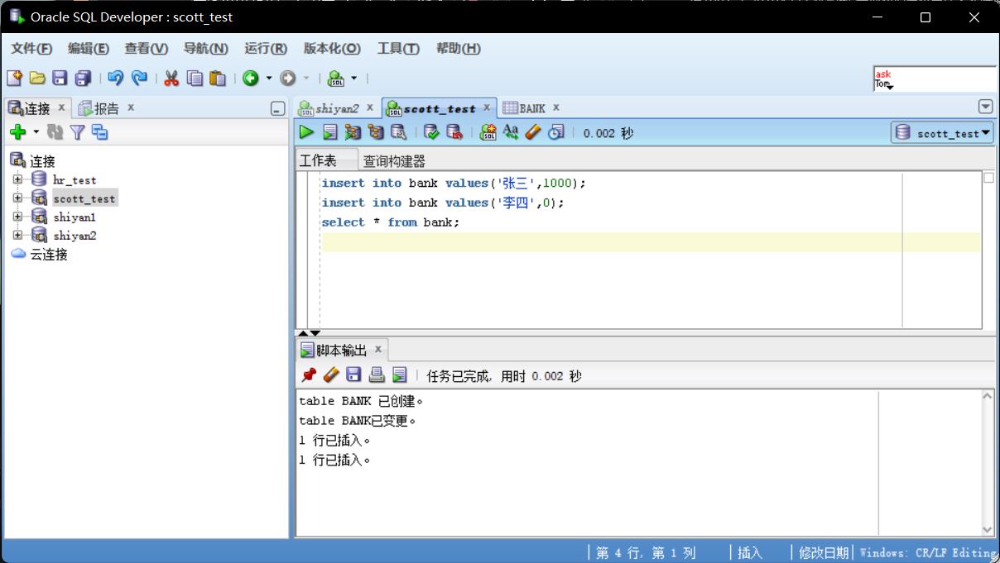 Oracle SQL Developer : scott_test
文件(F) 编辑(E) 查看(V) 导航(N) 运行(R) 版本化(O) 工具(T) 帮助(H)
SQL
ask
Tom
连接 x 报告 x
SQL shiyan2 x SQL scott_test x BANK x
SQL Aa 0.002 秒 scott_test
工作表 查询构建器
连接
hr_test
scott_test
shiyan1
shiyan2
云连接
insert into bank values('张三',1000);
insert into bank values('李四',0);
select * from bank;
脚本输出 x
任务已完成, 用时 0.002 秒
table BANK 已创建。
table BANK已变更。
1 行已插入。
1 行已插入。
第 4 行, 第 1 列 插入 修改日期 Windows: CR/LF Editing